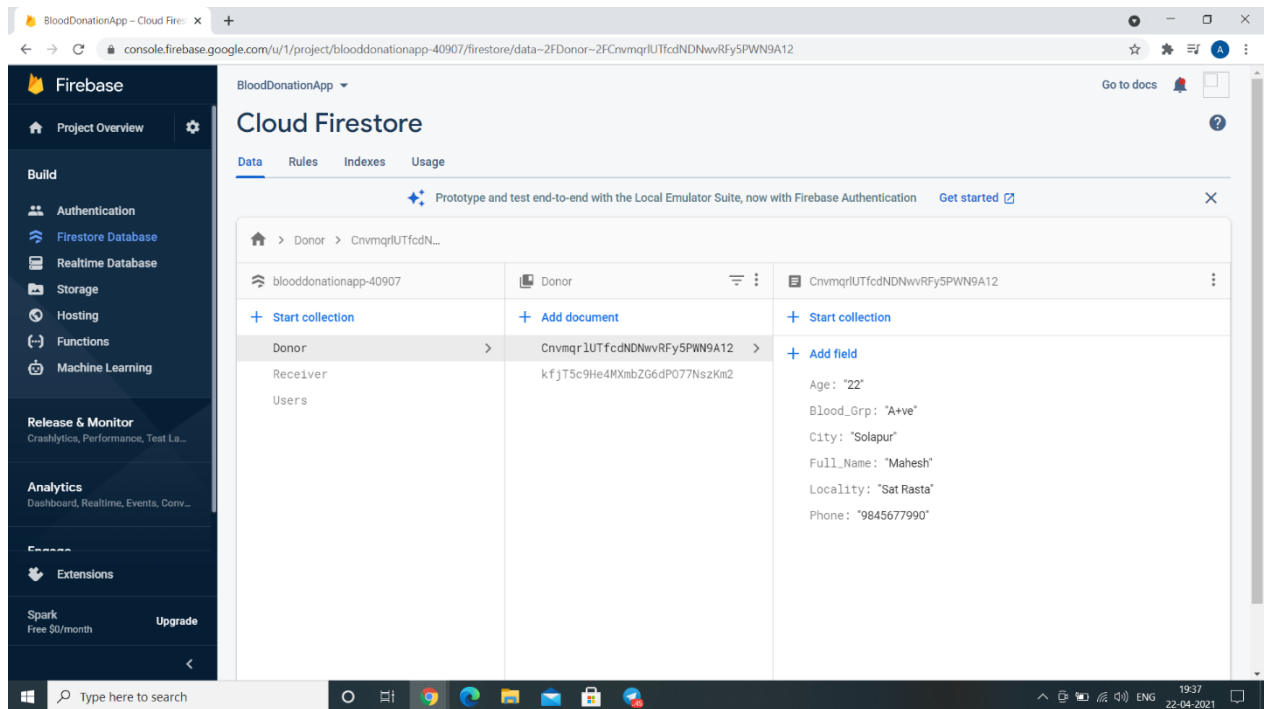 BloodDonationApp – Cloud Fires
console.firebase.google.com/u/1/project/blooddonationapp-40907/firestore/data~2FDonor~2FCnvmqrlUTfcdNDNwvRFy5PWN9A12
A
Firebase
Project Overview
Build
Authentication
Firestore Database
Realtime Database
Storage
Hosting
Functions
Machine Learning
Release & Monitor
Crashlytics, Performance, Test La...
Analytics
Dashboard, Realtime, Events, Conv...
Engage
Extensions
Spark
Free $0/month
Upgrade
BloodDonationApp
Go to docs
Cloud Firestore
Data Rules Indexes Usage
Prototype and test end-to-end with the Local Emulator Suite, now with Firebase Authentication Get started
Donor > CnvmqrlUTfcdN...
blooddonationapp-40907
Start collection
Donor
Receiver
Users
Donor
Add document
CnvmqrlUTfcdNDNwvRFy5PWN9A12
kfjT5c9He4MXmbZG6dPO77NszKm2
CnvmqrlUTfcdNDNwvRFy5PWN9A12
Start collection
Add field
Age: "22"
Blood_Grp: "A+ve"
City: "Solapur"
Full_Name: "Mahesh"
Locality: "Sat Rasta"
Phone: "9845677990"
Type here to search
ENG
19:37
22-04-2021